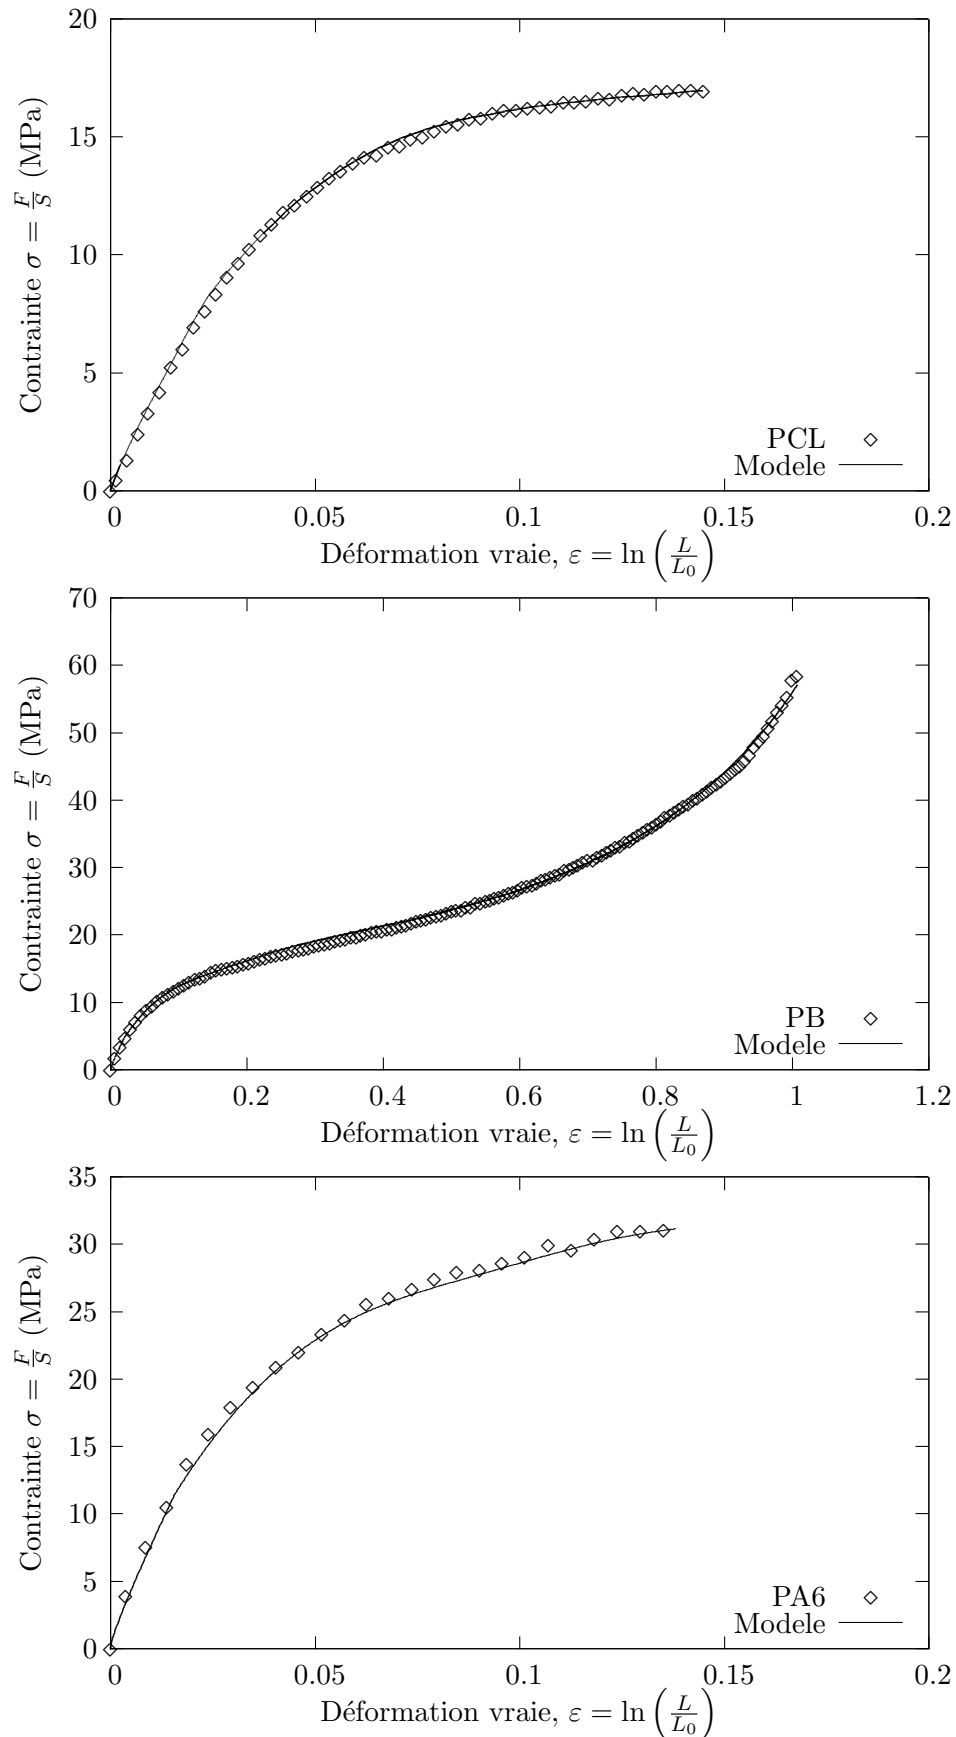 20
15
10
5
0
Contrainte σ = F/S (MPa)
PCL
Modele
0 0.05 0.1 0.15 0.2
Déformation vraie, ε = ln (L/L₀)
70
60
50
40
30
20
10
0
Contrainte σ = F/S (MPa)
PB
Modele
0 0.2 0.4 0.6 0.8 1 1.2
Déformation vraie, ε = ln (L/L₀)
35
30
25
20
15
10
5
0
Contrainte σ = F/S (MPa)
PA6
Modele
0 0.05 0.1 0.15 0.2
Déformation vraie, ε = ln (L/L₀)